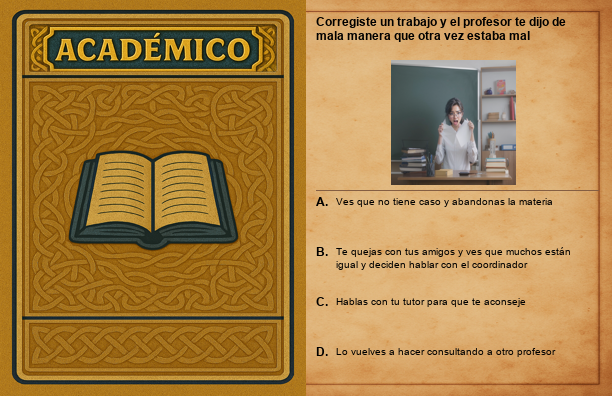 ACADÉMICO
Corregiste un trabajo y el profesor te dijo de
mala manera que otra vez estaba mal
A. Ves que no tiene caso y abandonas la materia
B. Te quejas con tus amigos y ves que muchos están
igual y deciden hablar con el coordinador
C. Hablas con tu tutor para que te aconseje
D. Lo vuelves a hacer consultando a otro profesor